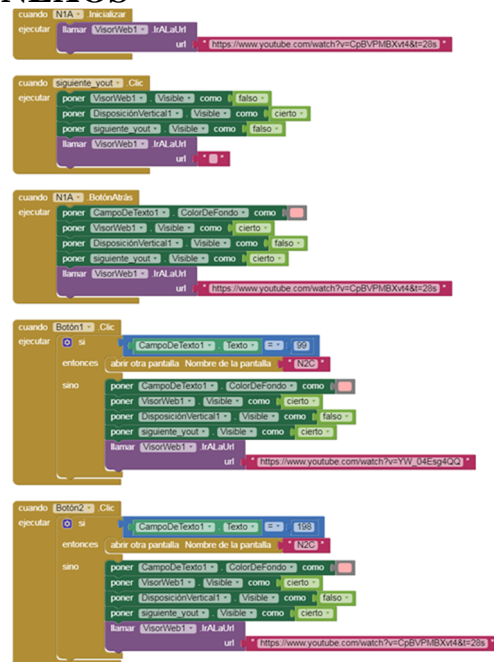 cuando N1A .Inicializar
ejecutar llamar VisorWeb1 .IrALaUrl
url " https://www.youtube.com/watch?v=CpBVPMBXvt4&t=28s "
cuando siguiente_yout .Clic
ejecutar poner VisorWeb1 . Visible como falso
poner DisposiciónVertical1 . Visible como cierto
poner siguiente_yout . Visible como falso
llamar VisorWeb1 .IrALaUrl
url " "
cuando N1A .BotónAtrás
ejecutar poner CampoDeTexto1 . ColorDeFondo como
poner VisorWeb1 . Visible como cierto
poner DisposiciónVertical1 . Visible como falso
poner siguiente_yout . Visible como cierto
llamar VisorWeb1 .IrALaUrl
url " https://www.youtube.com/watch?v=CpBVPMBXvt4&t=28s "
cuando Botón1 .Clic
ejecutar si CampoDeTexto1 . Texto = 99
entonces abrir otra pantalla Nombre de la pantalla " N2C "
sino poner CampoDeTexto1 . ColorDeFondo como
poner VisorWeb1 . Visible como cierto
poner DisposiciónVertical1 . Visible como falso
poner siguiente_yout . Visible como cierto
llamar VisorWeb1 .IrALaUrl
url " https://www.youtube.com/watch?v=YW_04Esg4QQ "
cuando Botón2 .Clic
ejecutar si CampoDeTexto1 . Texto = 198
entonces abrir otra pantalla Nombre de la pantalla " N2C "
sino poner CampoDeTexto1 . ColorDeFondo como
poner VisorWeb1 . Visible como cierto
poner DisposiciónVertical1 . Visible como falso
poner siguiente_yout . Visible como cierto
llamar VisorWeb1 .IrALaUrl
url " https://www.youtube.com/watch?v=CpBVPMBXvt4&t=28s "